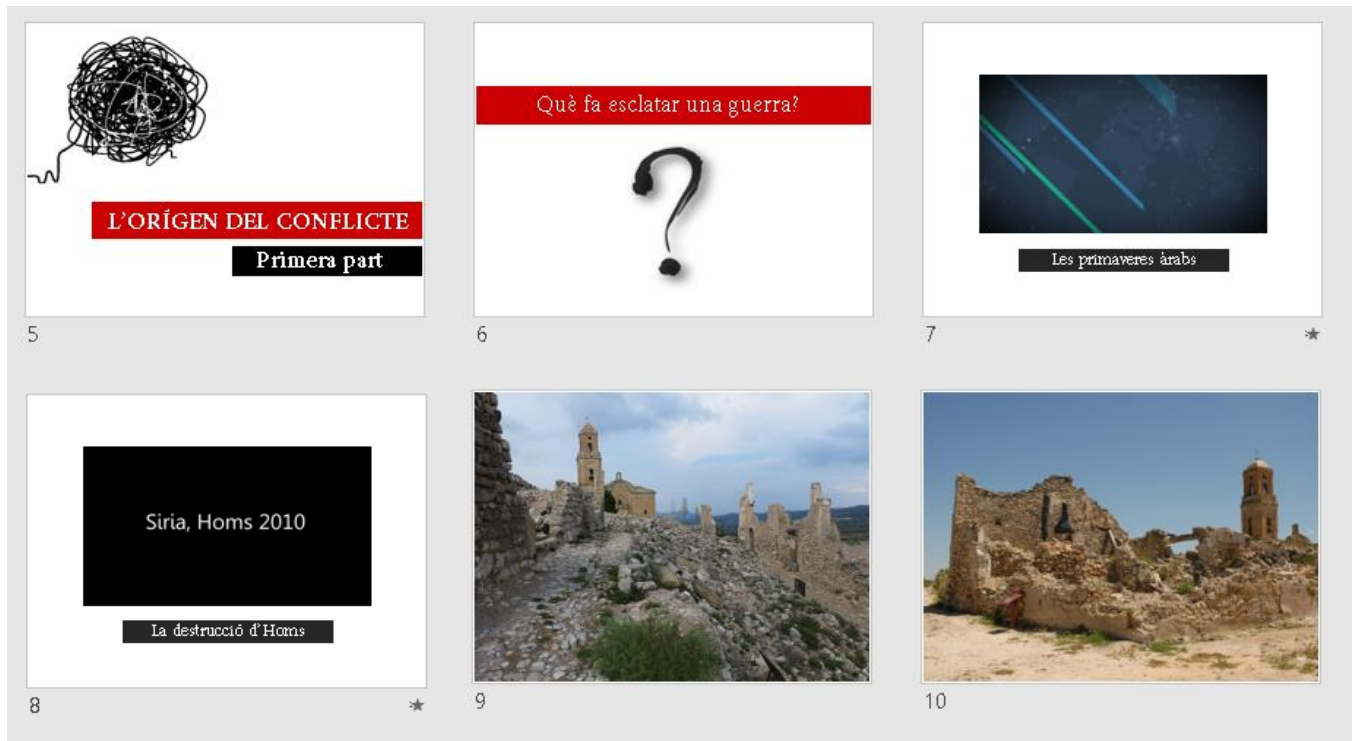 L'ORÍGEN DEL CONFLICTE
Primera part
5
Què fa esclatar una guerra?
6
Les primaveres àrabs
7
Siria, Homs 2010
La destrucció d'Homs
8
9
10